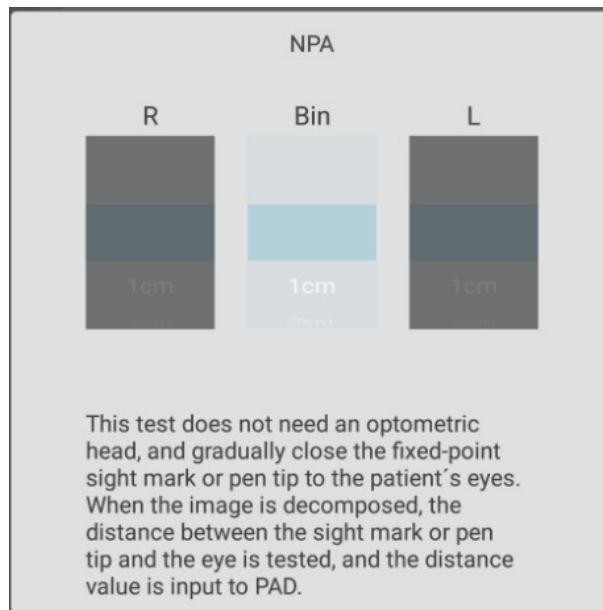 NPA
R Bin L
1cm 1cm 1cm
This test does not need an optometric
head, and gradually close the fixed-point
sight mark or pen tip to the patient´s eyes.
When the image is decomposed, the
distance between the sight mark or pen
tip and the eye is tested, and the distance
value is input to PAD.